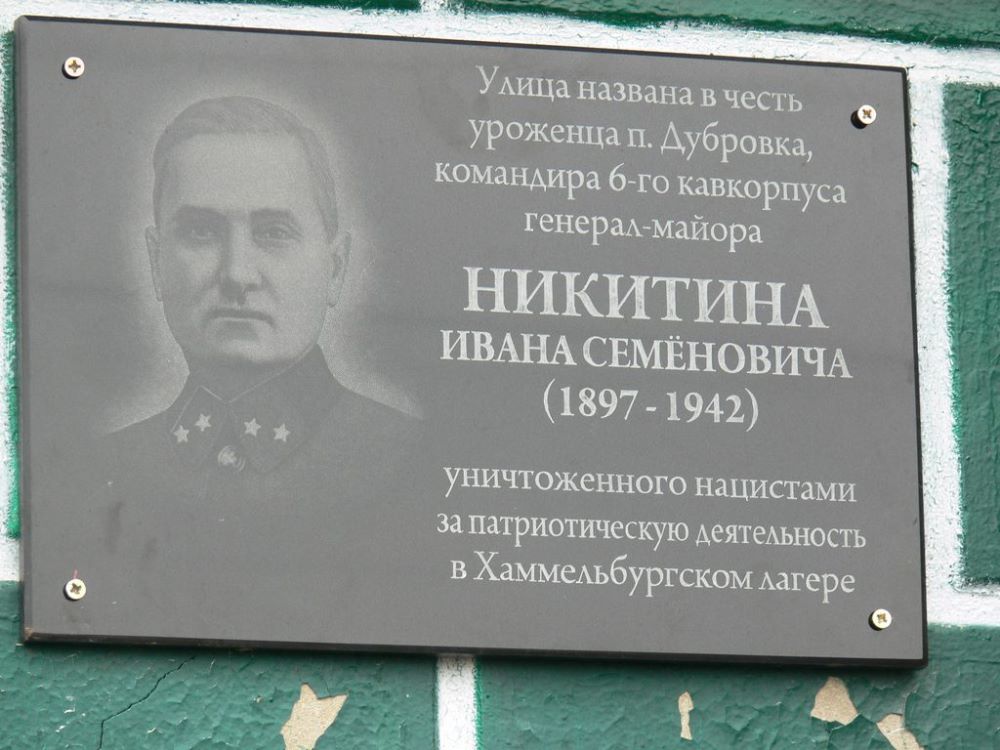 Улица названа в честь
уроженца п. Дубровка,
командира 6-го кавкорпуса
генерал-майора
НИКИТИНА
ИВАНА СЕМЁНОВИЧА
(1897 - 1942)
уничтоженного нацистами
за патриотическую деятельность
в Хаммельбургском лагере